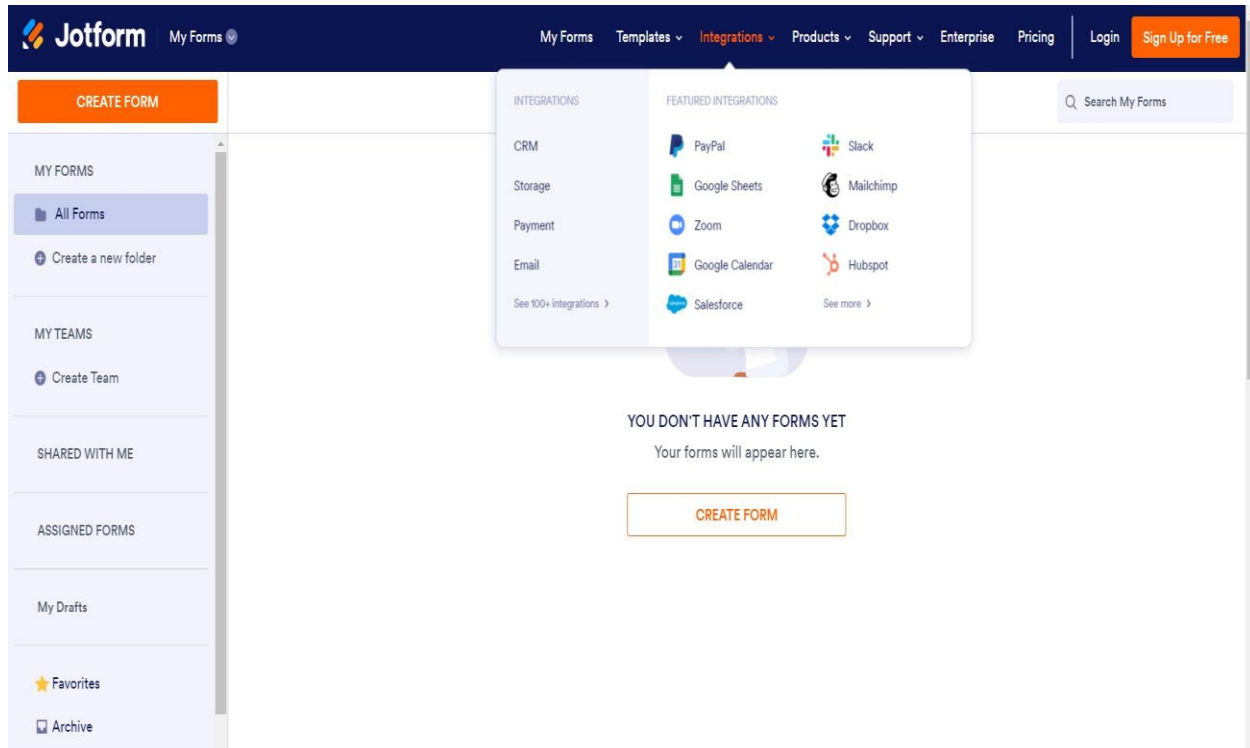 Jotform My Forms
My Forms Templates Integrations Products Support Enterprise Pricing Login Sign Up for Free
CREATE FORM
Search My Forms
MY FORMS
All Forms
Create a new folder
MY TEAMS
Create Team
SHARED WITH ME
ASSIGNED FORMS
My Drafts
Favorites
Archive
INTEGRATIONS
CRM
Storage
Payment
Email
See 100+ integrations >
FEATURED INTEGRATIONS
PayPal Slack
Google Sheets Mailchimp
Zoom Dropbox
31 Google Calendar Hubspot
Salesforce See more >
YOU DON'T HAVE ANY FORMS YET
Your forms will appear here.
CREATE FORM